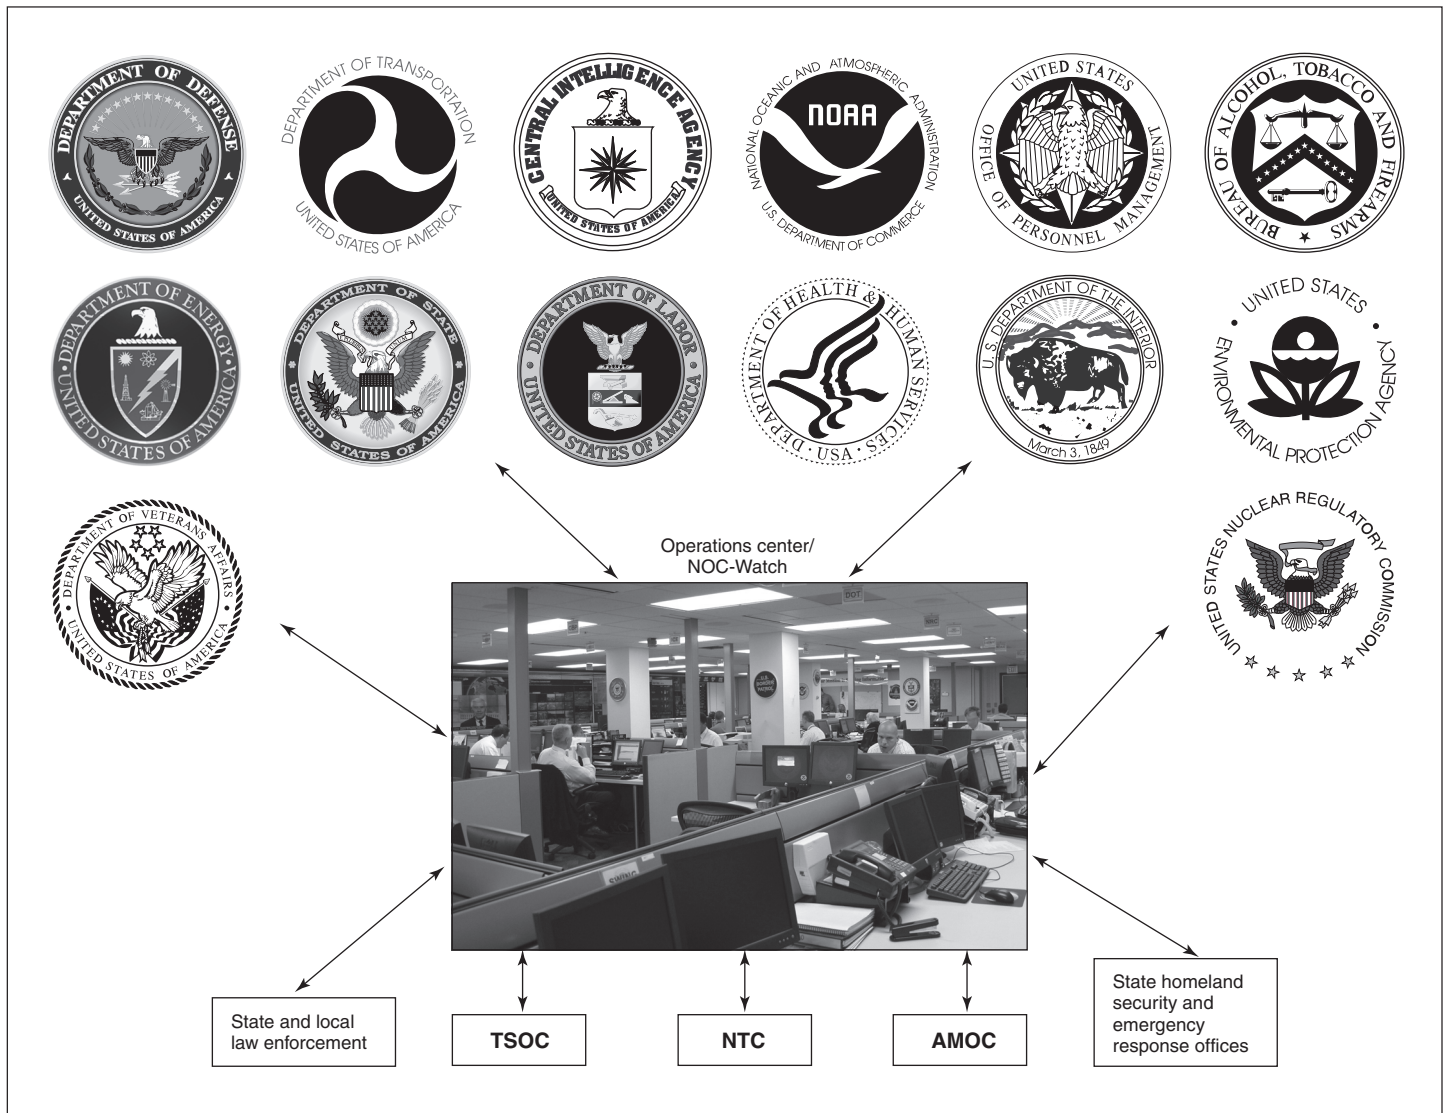 DEPARTMENT OF DEFENSE
UNITED STATES OF AMERICA
DEPARTMENT OF TRANSPORTATION
UNITED STATES OF AMERICA
CENTRAL INTELLIGENCE AGENCY
UNITED STATES OF AMERICA
NATIONAL OCEANIC AND ATMOSPHERIC ADMINISTRATION
NOAA
U.S. DEPARTMENT OF COMMERCE
UNITED STATES
OFFICE OF PERSONNEL MANAGEMENT
BUREAU OF ALCOHOL, TOBACCO AND FIREARMS
DEPARTMENT OF ENERGY
UNITED STATES OF AMERICA
DEPARTMENT OF STATE
UNITED STATES OF AMERICA
DEPARTMENT OF LABOR
UNITED STATES OF AMERICA
DEPARTMENT OF HEALTH & HUMAN SERVICES · USA
U.S. DEPARTMENT OF THE INTERIOR
March 3, 1849
UNITED STATES
ENVIRONMENTAL PROTECTION AGENCY
DEPARTMENT OF VETERANS AFFAIRS
UNITED STATES OF AMERICA
UNITED STATES NUCLEAR REGULATORY COMMISSION
Operations center/
NOC-Watch
DOT
NRC
U.S.
BORDER
PATROL
SWING
State and local
law enforcement
TSOC
NTC
AMOC
State homeland
security and
emergency
response offices